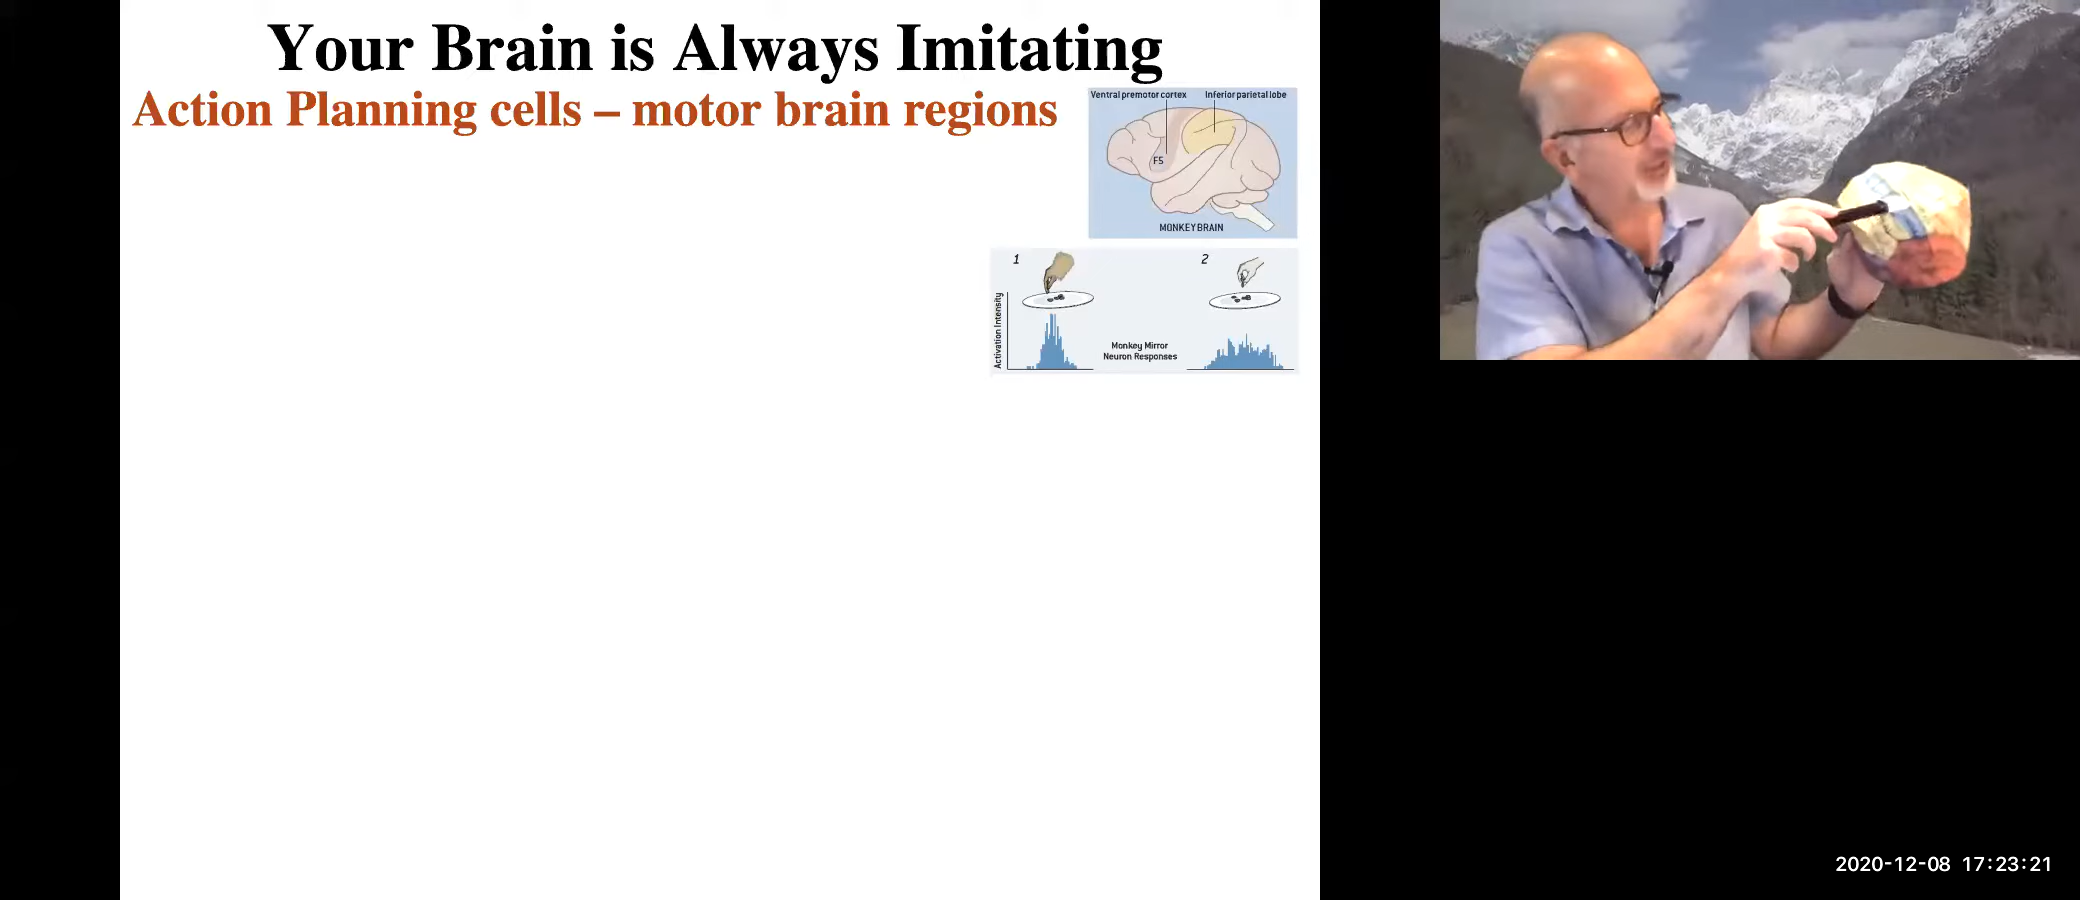 Your Brain is Always Imitating
Action Planning cells – motor brain regions
Ventral premotor cortex
Inferior parietal lobe
F5
MONKEY BRAIN
1
2
Activation Intensity
Monkey Mirror
Neuron Responses
2020-12-08 17:23:21